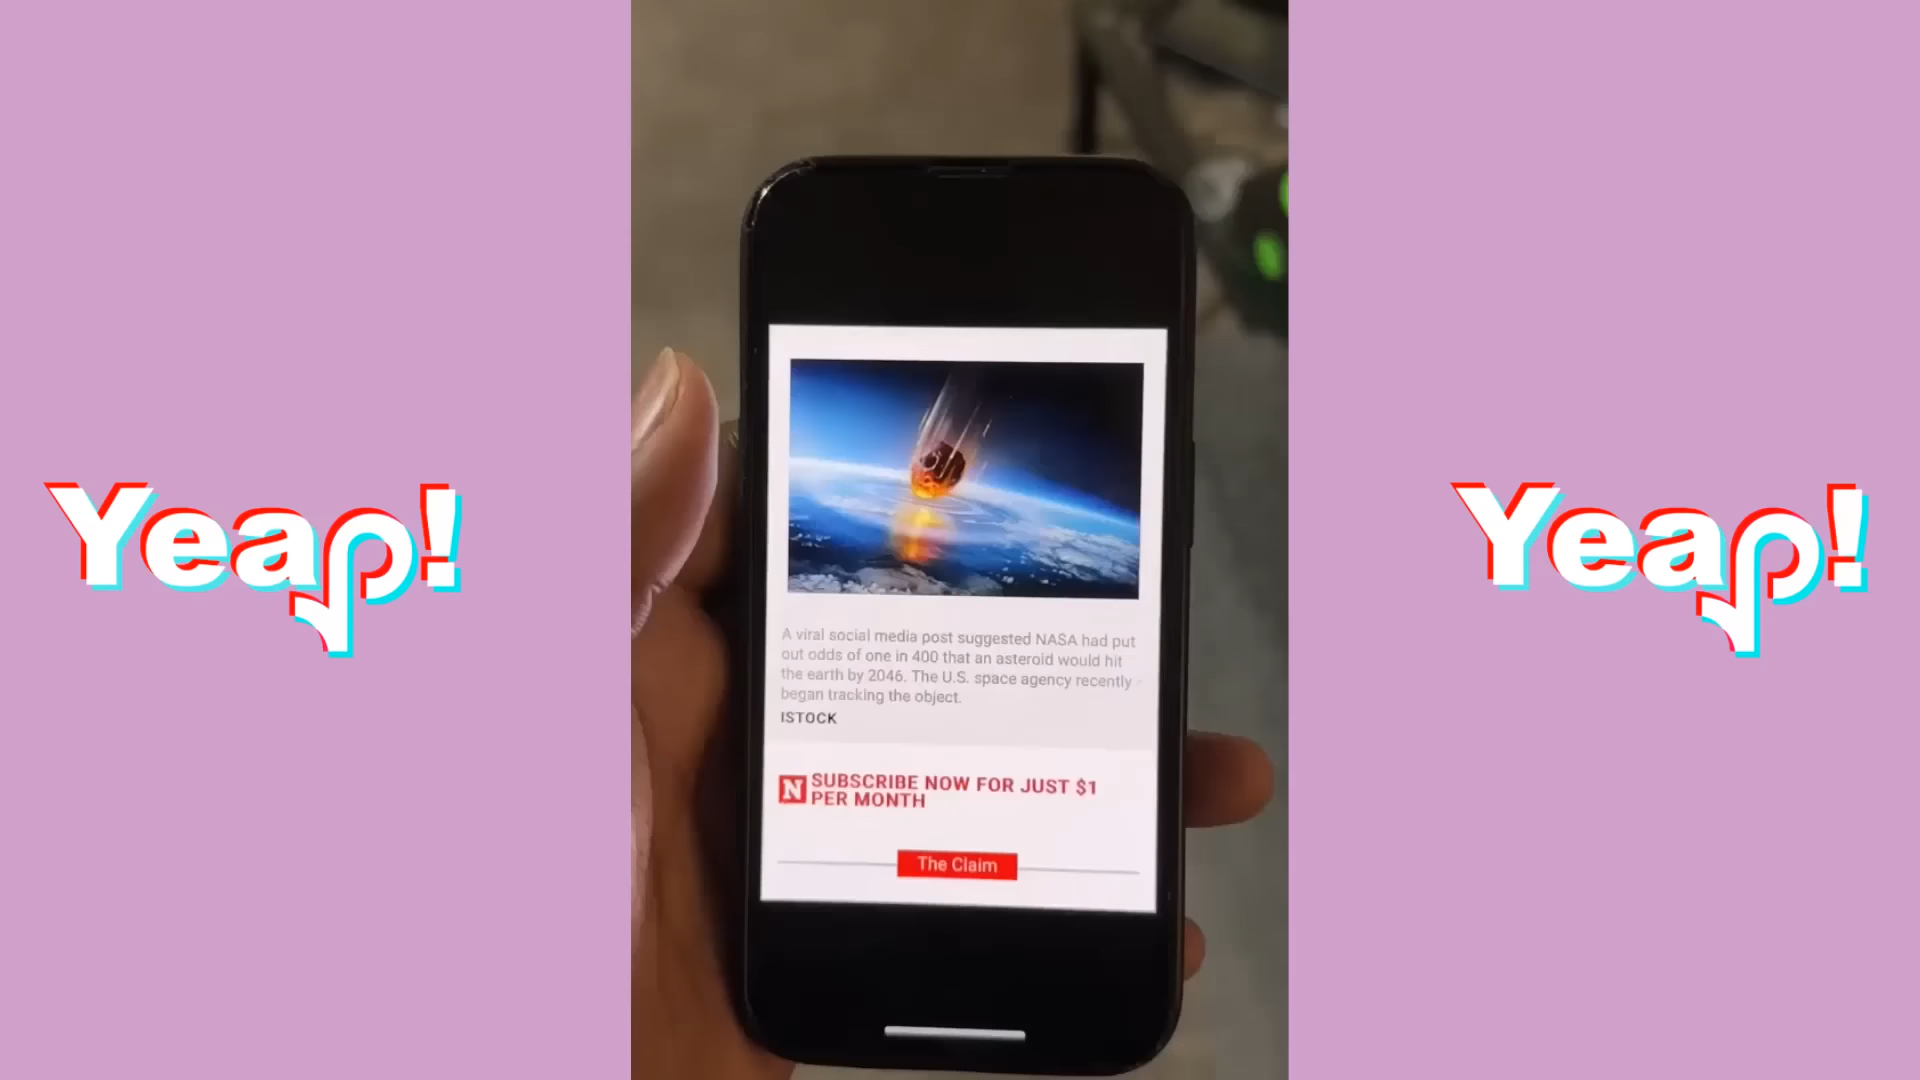 Yeap!
A viral social media post suggested NASA had put
out odds of one in 400 that an asteroid would hit
the earth by 2046. The U.S. space agency recently
began tracking the object.
ISTOCK
N SUBSCRIBE NOW FOR JUST $1
PER MONTH
The Claim
Yeap!